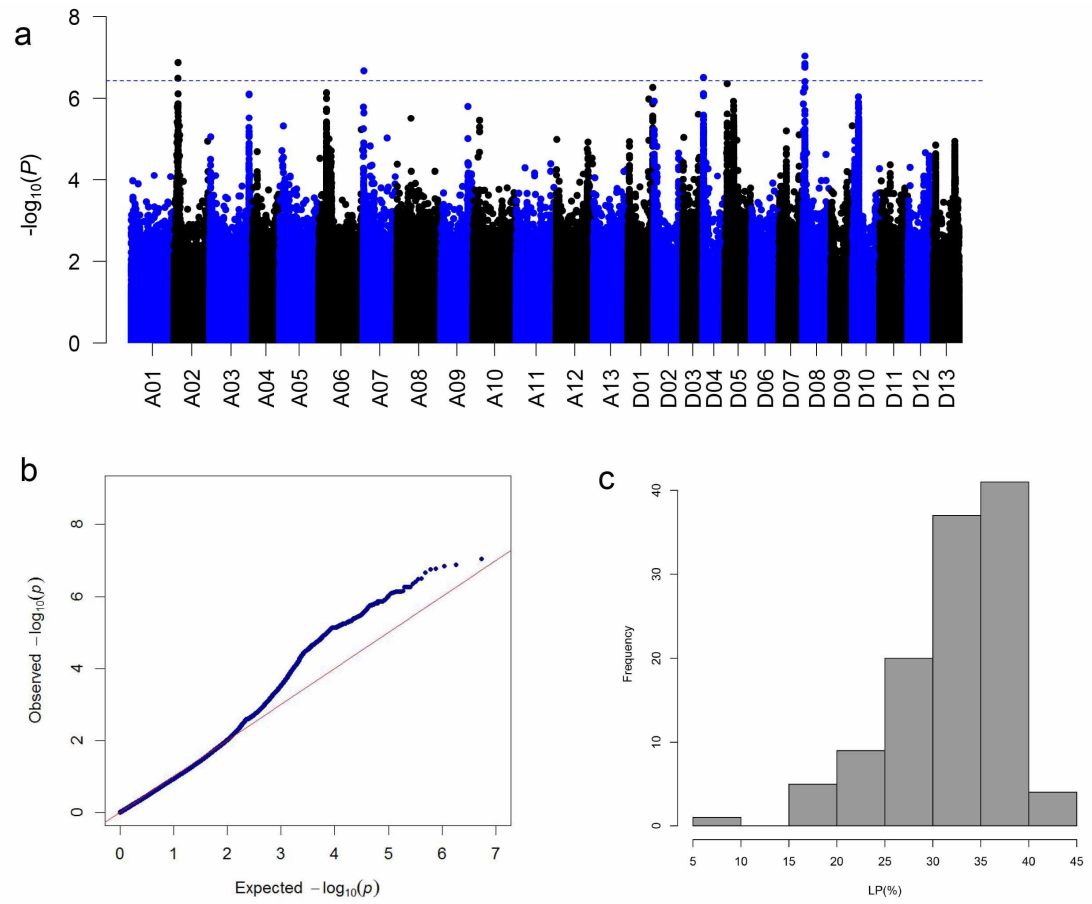 a
8
6
4
2
0
-log10(P)
A01 A02 A03 A04 A05 A06 A07 A08 A09 A10 A11 A12 A13 D01 D02 D03 D04 D05 D06 D07 D08 D09 D10 D11 D12 D13
b
8
6
4
2
0
Observed −log10(p)
0 1 2 3 4 5 6 7
Expected −log10(p)
c
40
30
20
10
0
Frequency
5 10 15 20 25 30 35 40 45
LP(%)